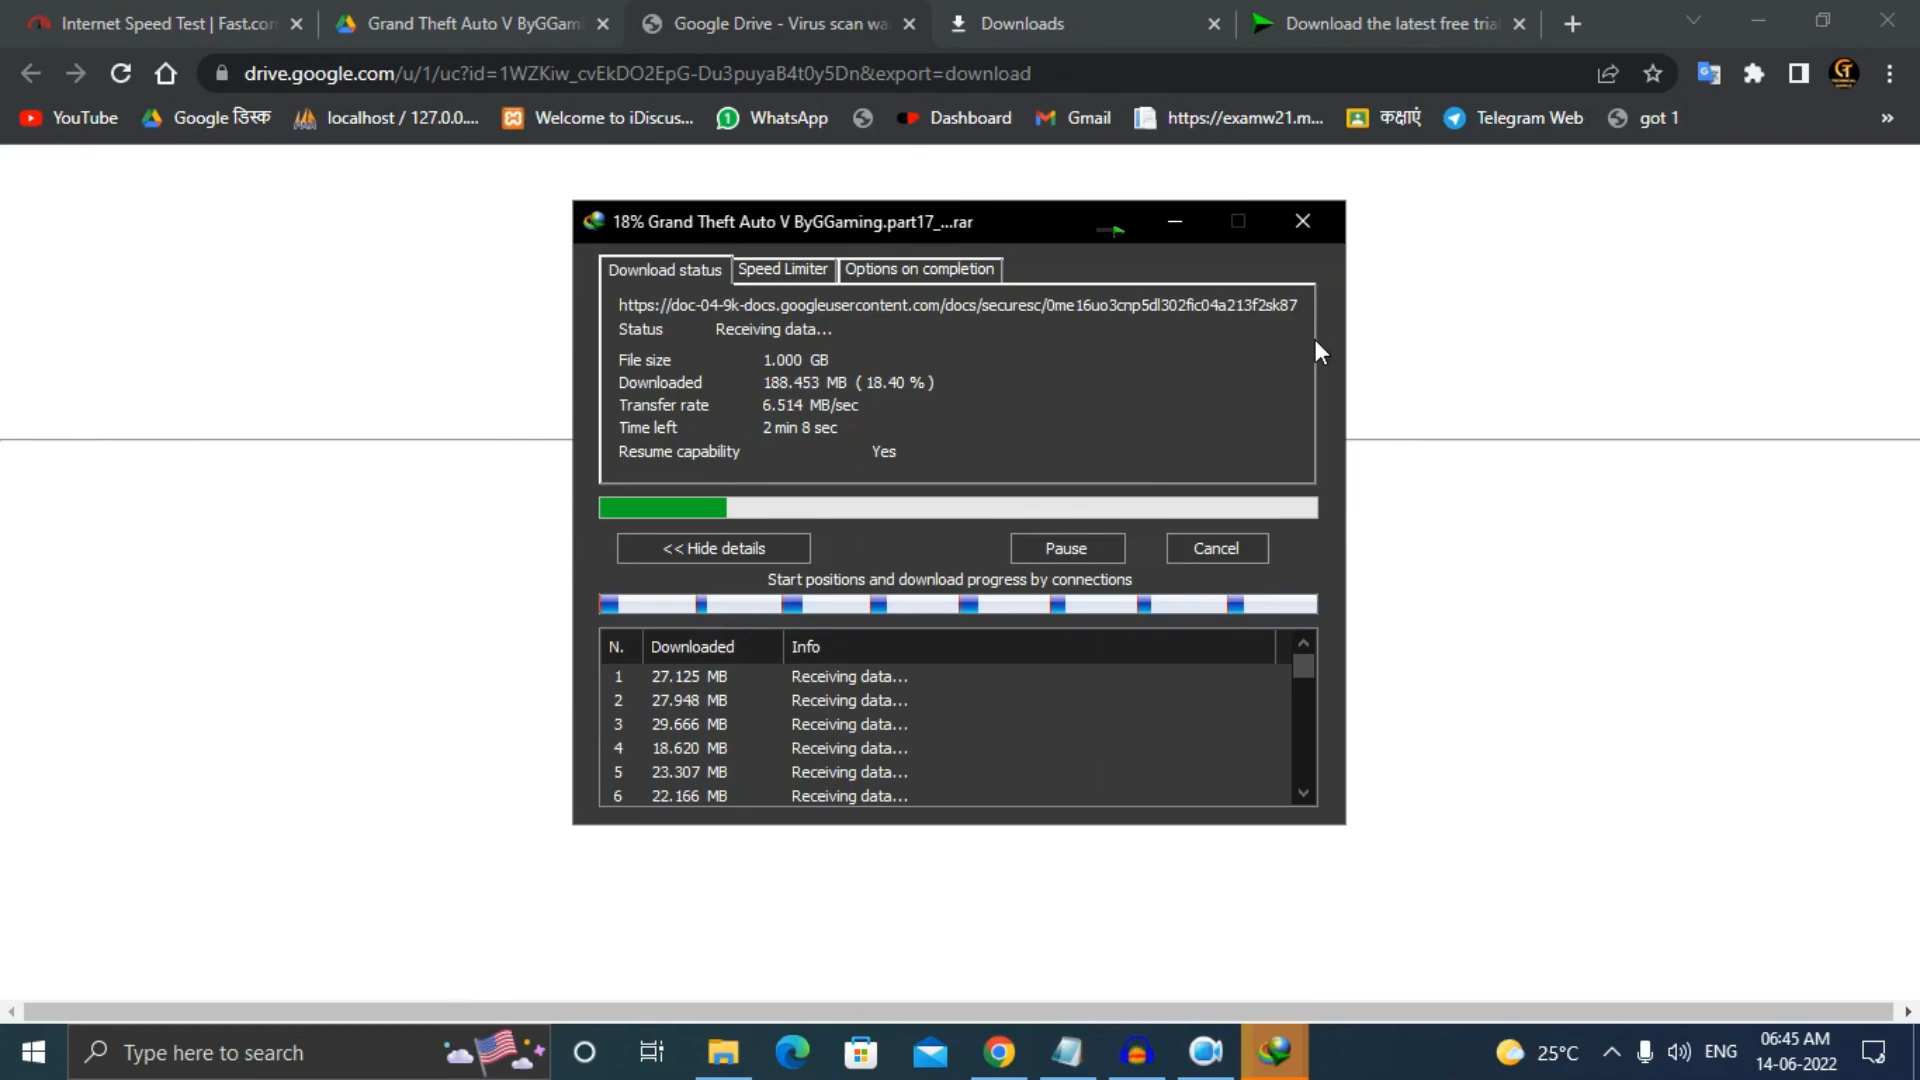 Internet Speed Test | Fast.con
Grand Theft Auto V ByGGami
Google Drive - Virus scan wa
Downloads
Download the latest free tria
drive.google.com/u/1/uc?id=1WZKiw_cvEkDO2EpG-Du3puyaB4t0y5Dn&export=download
YouTube
Google डिस्क
localhost / 127.0.0....
Welcome to iDiscus...
WhatsApp
Dashboard
Gmail
https://examw21.m...
कक्षाएं
Telegram Web
got 1
»
18% Grand Theft Auto V ByGGaming.part17_...rar
Download status
Speed Limiter
Options on completion
https://doc-04-9k-docs.googleusercontent.com/docs/securesc/0me16uo3cnp5dl302fic04a213f2sk87
Status Receiving data...
File size 1.000 GB
Downloaded 188.453 MB ( 18.40 % )
Transfer rate 6.514 MB/sec
Time left 2 min 8 sec
Resume capability Yes
<< Hide details
Pause
Cancel
Start positions and download progress by connections
N. Downloaded Info
1 27.125 MB Receiving data...
2 27.948 MB Receiving data...
3 29.666 MB Receiving data...
4 18.620 MB Receiving data...
5 23.307 MB Receiving data...
6 22.166 MB Receiving data...
Type here to search
25°C
ENG
06:45 AM
14-06-2022